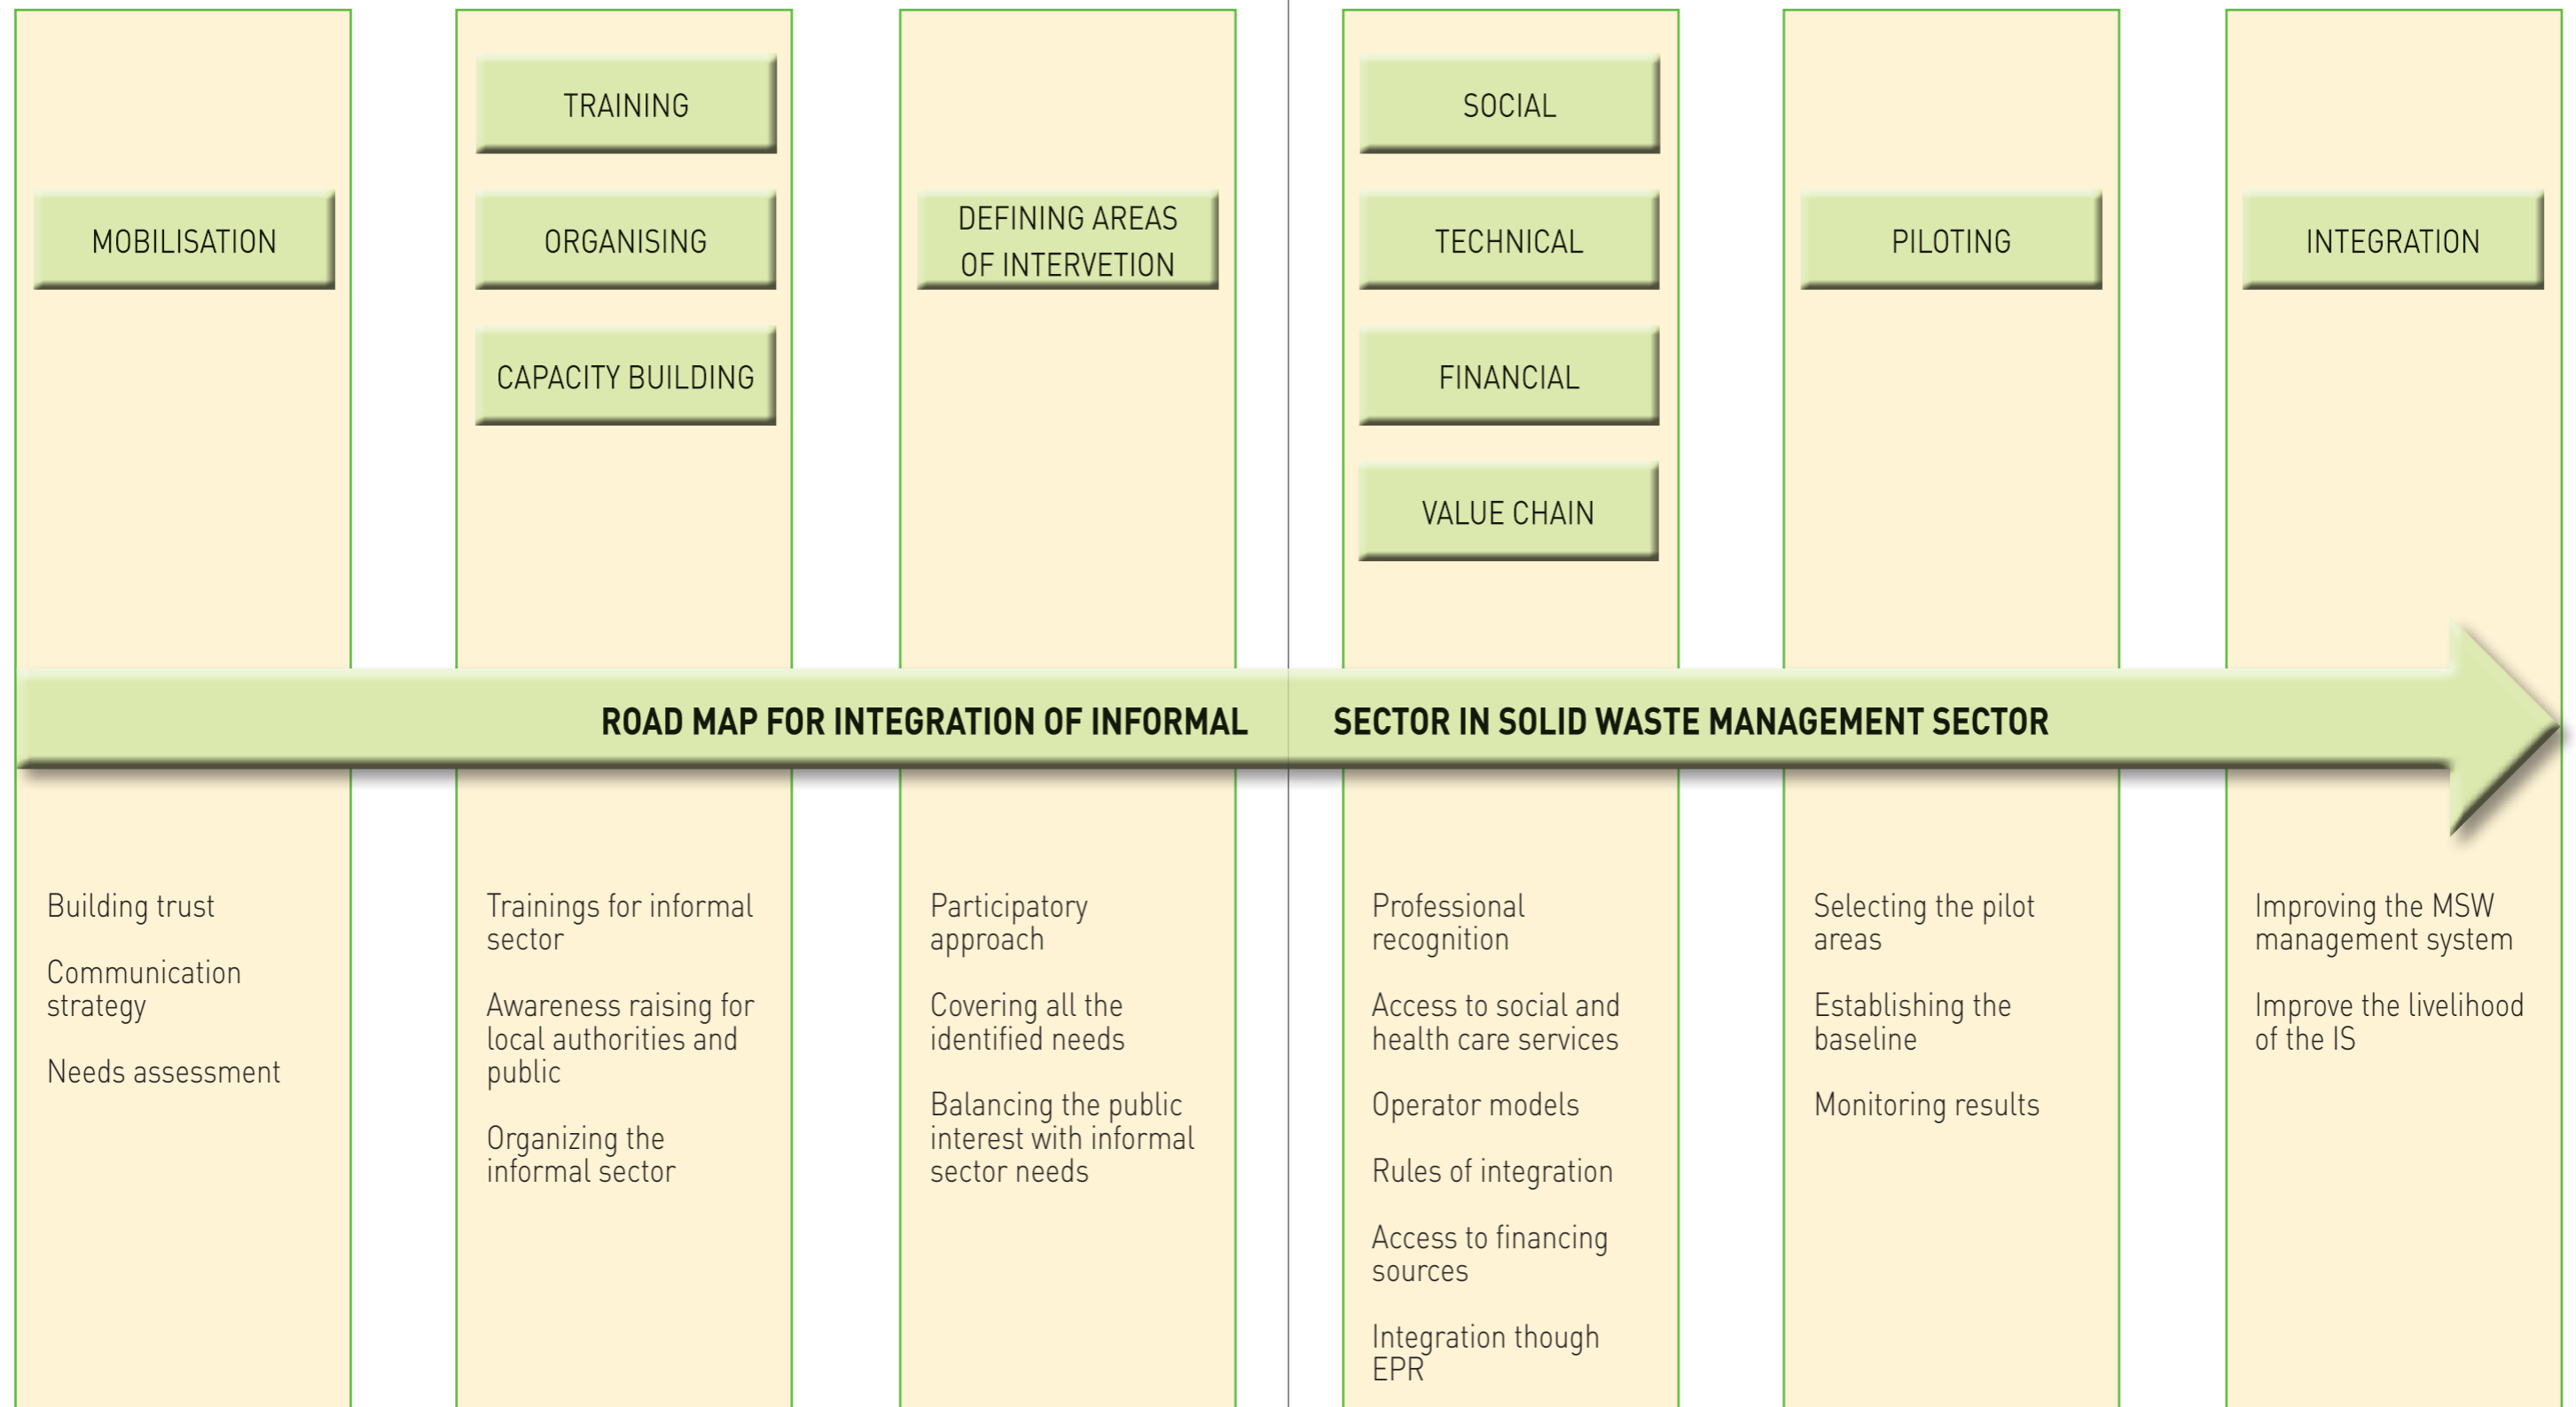 MOBILISATION
TRAINING
ORGANISING
CAPACITY BUILDING
DEFINING AREAS
OF INTERVETION
SOCIAL
TECHNICAL
FINANCIAL
VALUE CHAIN
PILOTING
INTEGRATION
ROAD MAP FOR INTEGRATION OF INFORMAL SECTOR IN SOLID WASTE MANAGEMENT SECTOR
Building trust
Communication
strategy
Needs assessment
Trainings for informal
sector
Awareness raising for
local authorities and
public
Organizing the
informal sector
Participatory
approach
Covering all the
identified needs
Balancing the public
interest with informal
sector needs
Professional
recognition
Access to social and
health care services
Operator models
Rules of integration
Access to financing
sources
Integration though
EPR
Selecting the pilot
areas
Establishing the
baseline
Monitoring results
Improving the MSW
management system
Improve the livelihood
of the IS